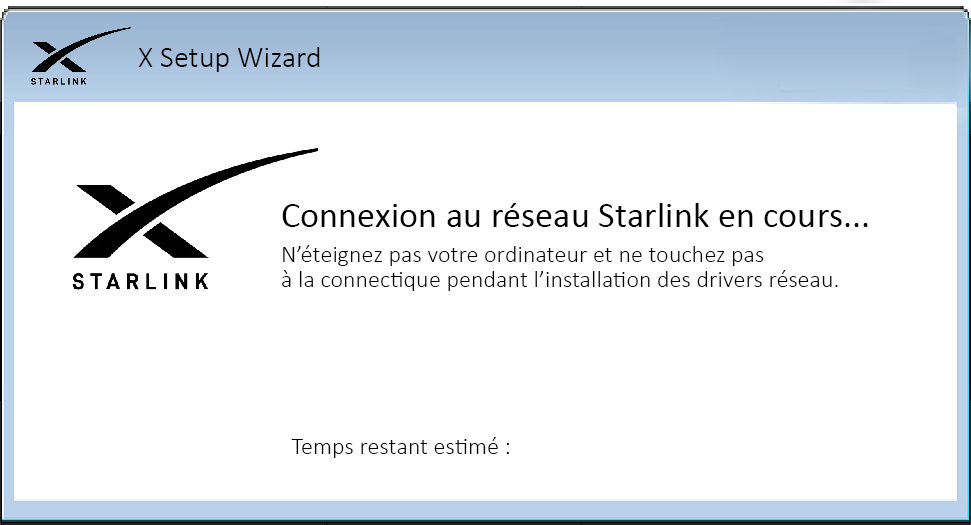 STARLINK
X Setup Wizard
STARLINK
Connexion au réseau Starlink en cours...
N’éteignez pas votre ordinateur et ne touchez pas
à la connectique pendant l’installation des drivers réseau.
Temps restant estimé :